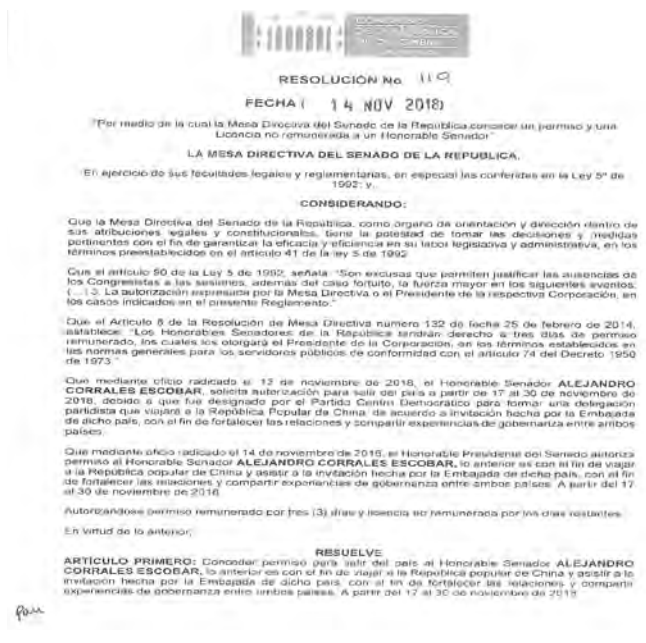 RESOLUCIÓN No 119
FECHA ( 14 NOV 2018)
"Por medio de la cual la Mesa Directiva del Senado de la Republica concede un permiso y una
Licencia no remunerada a un Honorable Senador"
LA MESA DIRECTIVA DEL SENADO DE LA REPUBLICA,
En ejercicio de sus facultades legales y reglamentarias, en especial las conferidas en la Ley 5ª de
1992; y,
CONSIDERANDO:
Que la Mesa Directiva del Senado de la República, como órgano de orientación y dirección dentro de
sus atribuciones legales y constitucionales, tiene la potestad de tomar las decisiones y medidas
pertinentes con el fin de garantizar la eficacia y eficiencia en su labor legislativa y administrativa, en los
términos preestablecidos en el artículo 41 de la ley 5 de 1992
Que el artículo 90 de la Ley 5 de 1992, señala: "Son excusas que permiten justificar las ausencias de
los Congresistas a las sesiones, además del caso fortuito, la fuerza mayor en los siguientes eventos:
(...) 3. La autorización expresada por la Mesa Directiva o el Presidente de la respectiva Corporación, en
los casos indicados en el presente Reglamento."
Que el Artículo 8 de la Resolución de Mesa Directiva numero 132 de fecha 25 de febrero de 2014,
establece: "Los Honorables Senadores de la República tendrán derecho a tres días de permiso
remunerado, los cuales los otorgará el Presidente de la Corporación, en los términos establecidos en
las normas generales para los servidores públicos de conformidad con el artículo 74 del Decreto 1950
de 1973."
Que mediante oficio radicado el 13 de noviembre de 2018, el Honorable Senador ALEJANDRO
CORRALES ESCOBAR, solicita autorización para salir del país a partir de 17 al 30 de noviembre de
2018, debido a que fue designado por el Partido Centro Democrático para formar una delegación
partidista que viajará a la República Popular de China, de acuerdo a invitación hecha por la Embajada
de dicho país, con el fin de fortalecer las relaciones y compartir experiencias de gobernanza entre ambos
países.
Que mediante oficio radicado el 14 de noviembre de 2018, el Honorable Presidente del Senado autoriza
permiso al Honorable Senador ALEJANDRO CORRALES ESCOBAR, lo anterior es con el fin de viajar
a la República popular de China y asistir a la invitación hecha por la Embajada de dicho país, con el fin
de fortalecer las relaciones y compartir experiencias de gobernanza entre ambos países. A partir del 17
al 30 de noviembre de 2018
Autorizándose permiso remunerado por tres (3) días y licencia no remunerada por los días restantes.
En virtud de lo anterior,
RESUELVE
ARTÍCULO PRIMERO: Conceder permiso para salir del país al Honorable Senador ALEJANDRO
CORRALES ESCOBAR, lo anterior es con el fin de viajar a la República popular de China y asistir a la
invitación hecha por la Embajada de dicho país, con el fin de fortalecer las relaciones y compartir
experiencias de gobernanza entre ambos países. A partir del 17 al 30 de noviembre de 2018